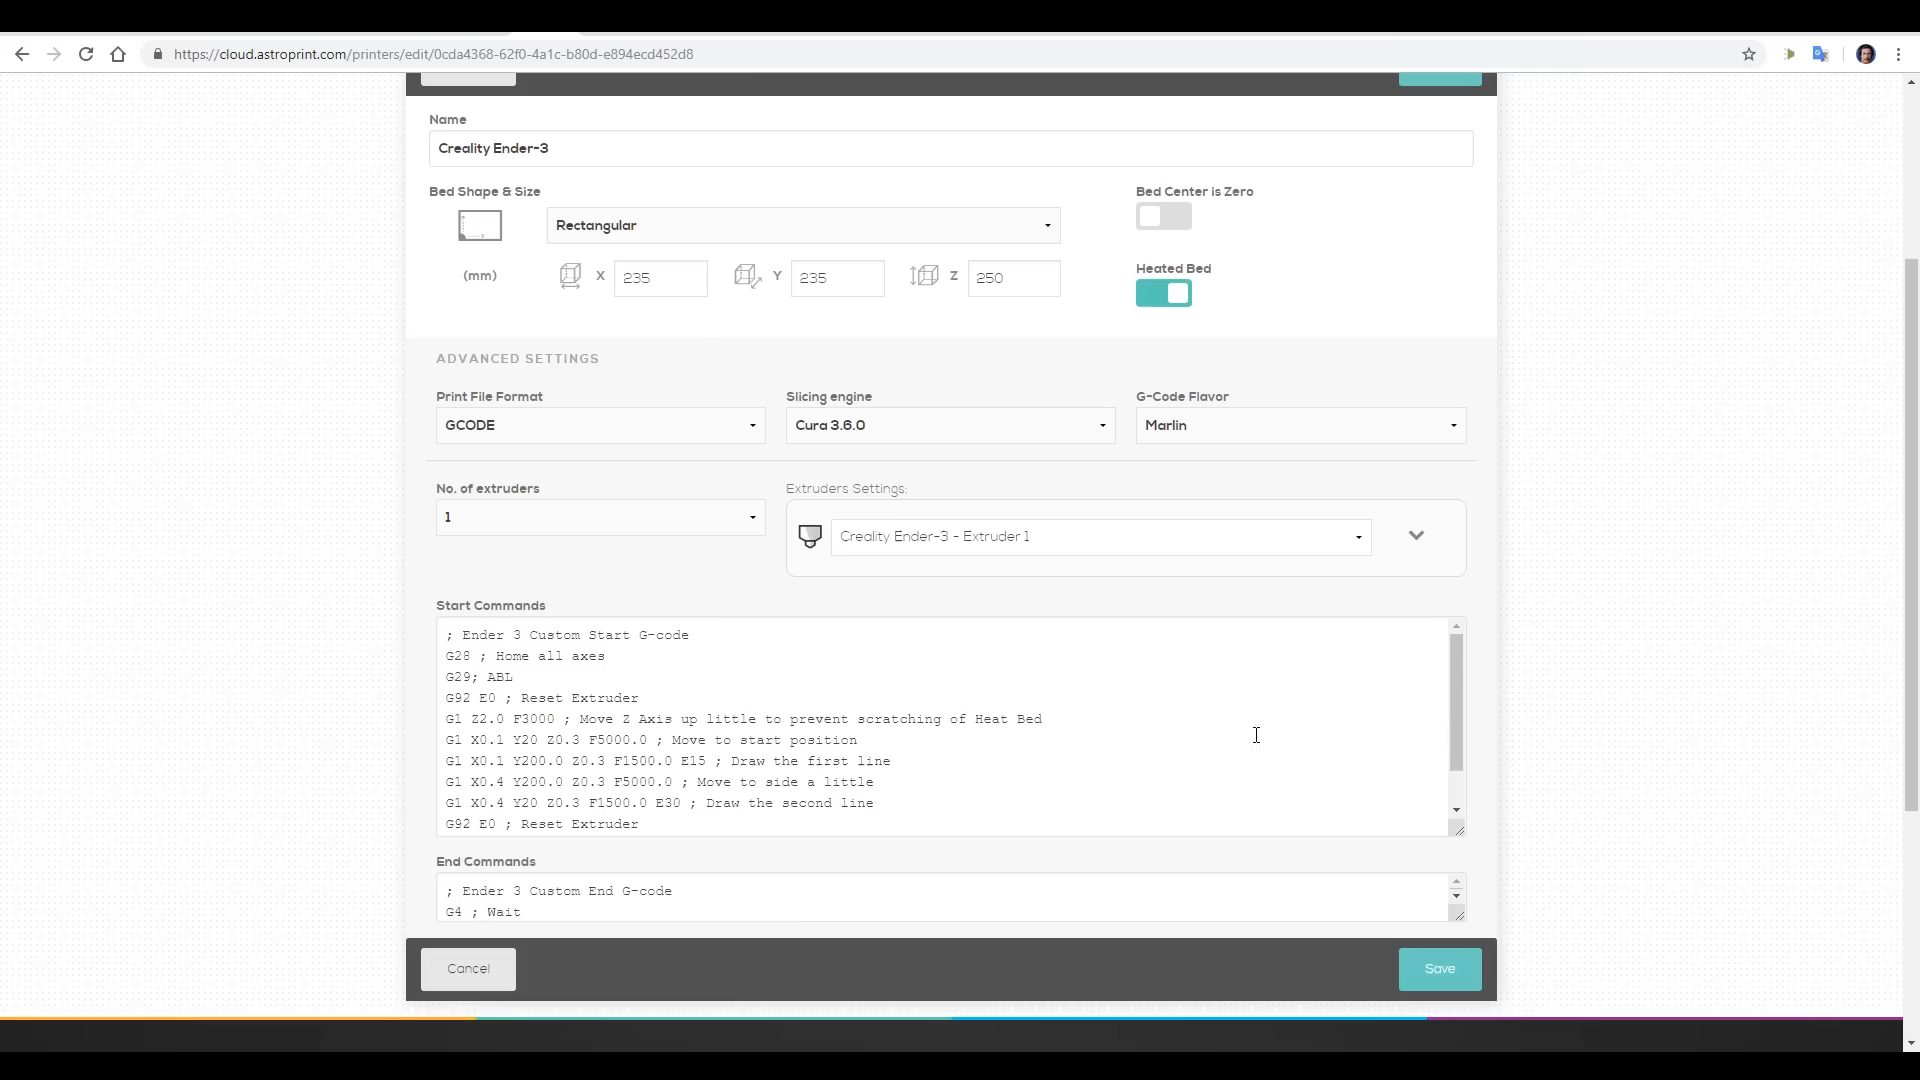 https://cloud.astroprint.com/printers/edit/0cda4368-62f0-4a1c-b80d-e894ecd452d8
Name
Creality Ender-3
Bed Shape & Size
Bed Center is Zero
Rectangular
(mm)
X 235 Y 235 Z 250
Heated Bed
ADVANCED SETTINGS
Print File Format Slicing engine G-Code Flavor
GCODE Cura 3.6.0 Marlin
No. of extruders Extruders Settings:
1
Creality Ender-3 - Extruder 1
Start Commands
; Ender 3 Custom Start G-code
G28 ; Home all axes
G29; ABL
G92 E0 ; Reset Extruder
G1 Z2.0 F3000 ; Move Z Axis up little to prevent scratching of Heat Bed
G1 X0.1 Y20 Z0.3 F5000.0 ; Move to start position
G1 X0.1 Y200.0 Z0.3 F1500.0 E15 ; Draw the first line
G1 X0.4 Y200.0 Z0.3 F5000.0 ; Move to side a little
G1 X0.4 Y20 Z0.3 F1500.0 E30 ; Draw the second line
G92 E0 ; Reset Extruder
End Commands
; Ender 3 Custom End G-code
G4 ; Wait
Cancel Save